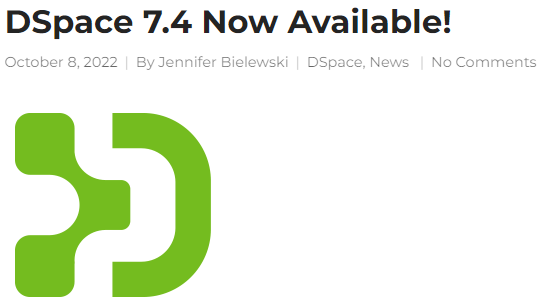 DSpace 7.4 Now Available!
October 8, 2022 | By Jennifer Bielewski | DSpace, News | No Comments